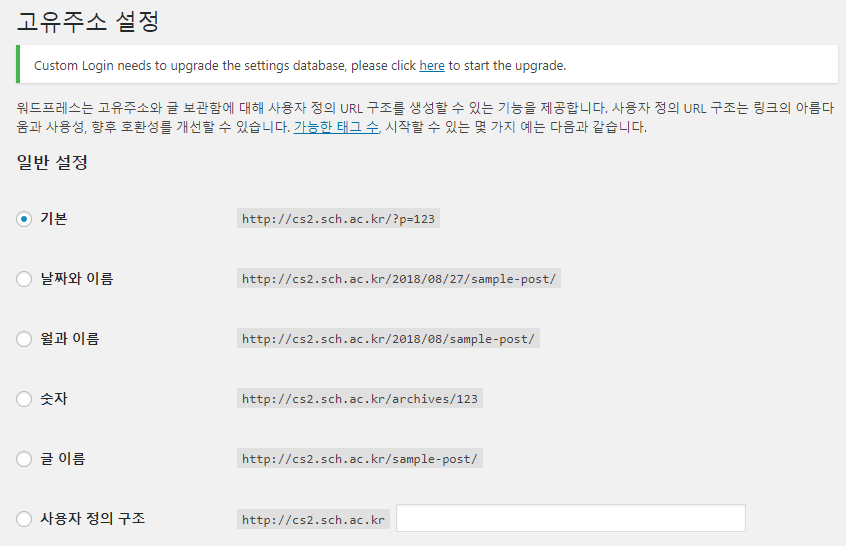 고유주소 설정
Custom Login needs to upgrade the settings database, please click here to start the upgrade.
워드프레스는 고유주소와 글 보관함에 대해 사용자 정의 URL 구조를 생성할 수 있는 기능을 제공합니다. 사용자 정의 URL 구조는 링크의 아름다
움과 사용성, 향후 호환성를 개선할 수 있습니다. 가능한 태그 수, 시작할 수 있는 몇 가지 예는 다음과 같습니다.
일반 설정
기본 http://cs2.sch.ac.kr/?p=123
날짜와 이름 http://cs2.sch.ac.kr/2018/08/27/sample-post/
월과 이름 http://cs2.sch.ac.kr/2018/08/sample-post/
숫자 http://cs2.sch.ac.kr/archives/123
글 이름 http://cs2.sch.ac.kr/sample-post/
사용자 정의 구조 http://cs2.sch.ac.kr